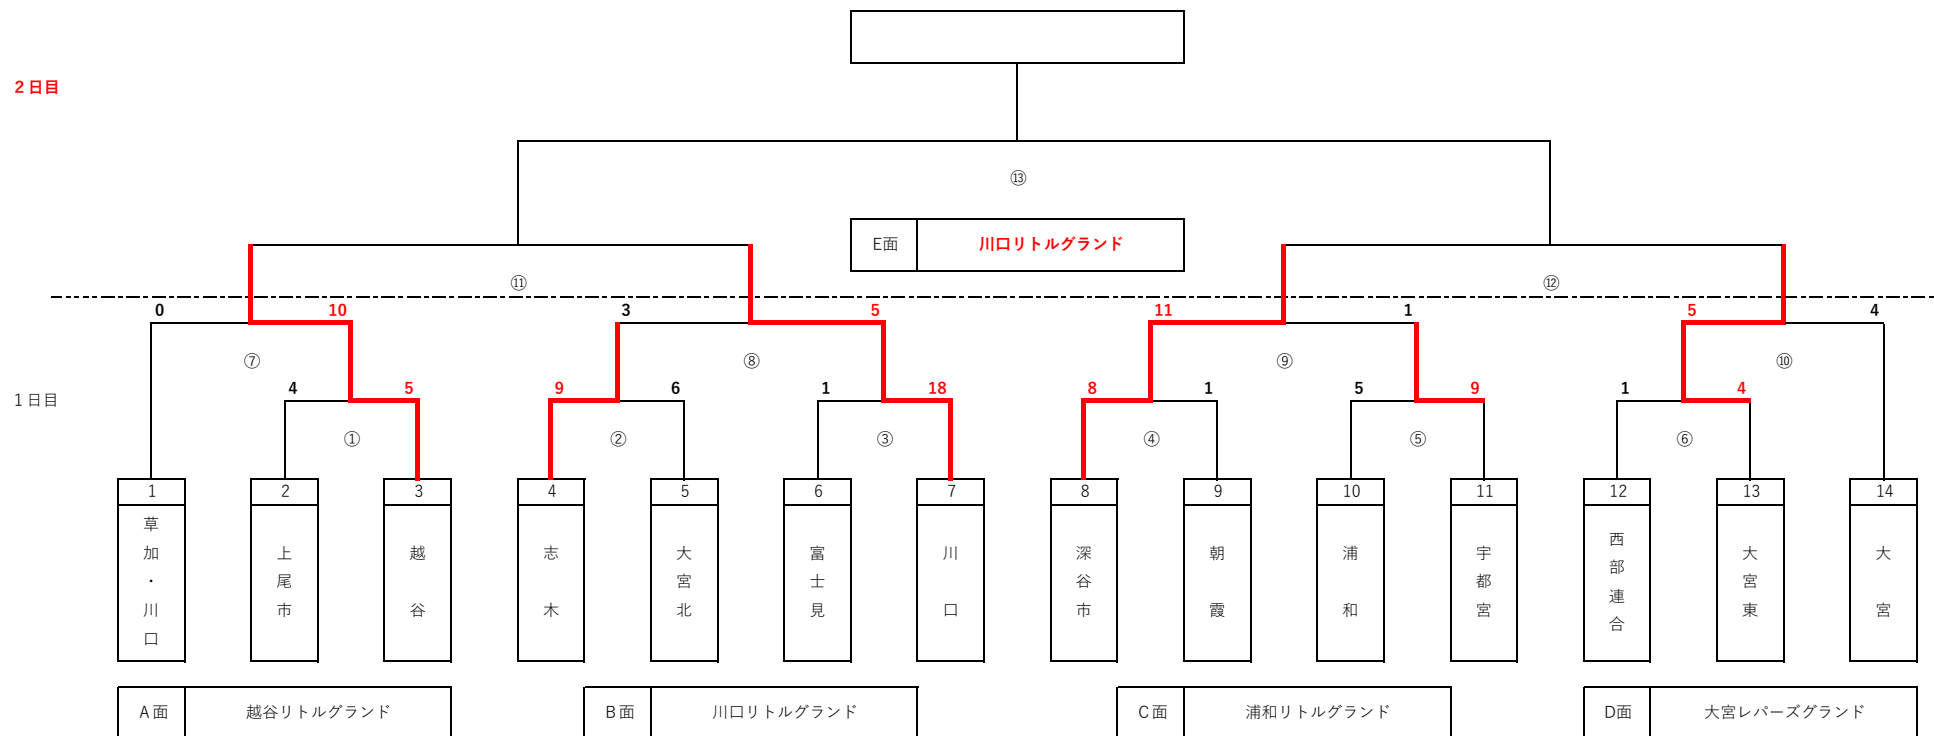 2日目
⑬
E面 川口リトルグランド
⑪ ⑫
0 10 3 5 11 1 5 4
⑦ ⑧ ⑨ ⑩
4 5 9 6 1 18 8 1 5 9 1 4
1日目
① ② ③ ④ ⑤ ⑥
1 2 3 4 5 6 7 8 9 10 11 12 13 14
草加・川口
上尾市
越谷
志木
大宮北
富士見
川口
深谷市
朝霞
浦和
宇都宮
西部連合
大宮東
大宮
A面 越谷リトルグランド
B面 川口リトルグランド
C面 浦和リトルグランド
D面 大宮レパーズグランド